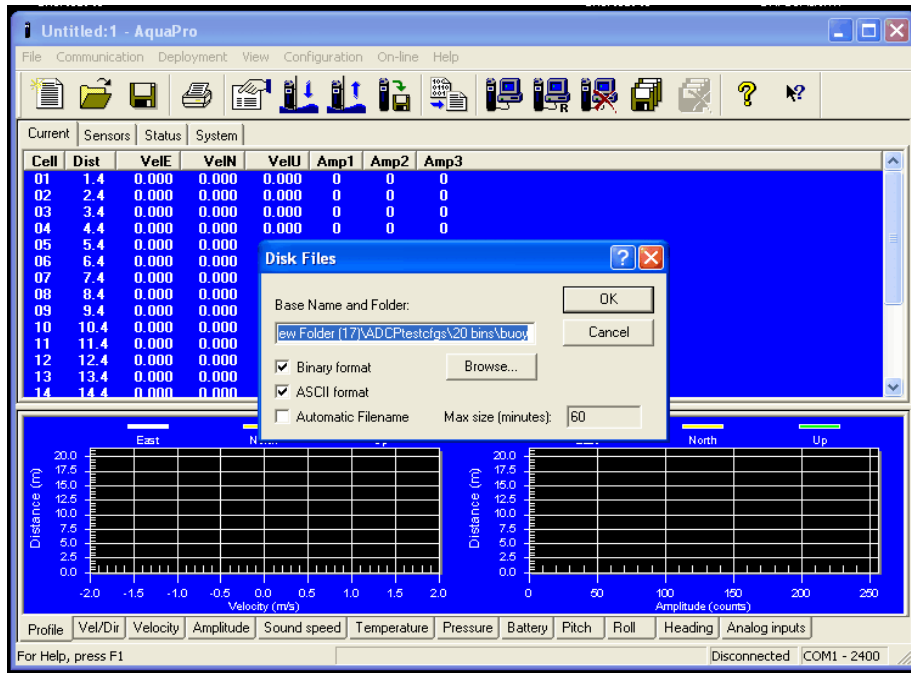 Untitled:1 - AquaPro
File Communication Deployment View Configuration On-line Help
Current Sensors Status System
Cell Dist VelE VelN VelU Amp1 Amp2 Amp3
01 1.4 0.000 0.000 0.000 0 0 0
02 2.4 0.000 0.000 0.000 0 0 0
03 3.4 0.000 0.000 0.000 0 0 0
04 4.4 0.000 0.000 0.000 0 0 0
05 5.4 0.000 0.000
06 6.4 0.000 0.000
07 7.4 0.000 0.000
08 8.4 0.000 0.000
09 9.4 0.000 0.000
10 10.4 0.000 0.000
11 11.4 0.000 0.000
12 12.4 0.000 0.000
13 13.4 0.000 0.000
14 14.4 0.000 0.000
Disk Files
Base Name and Folder:
ew Folder (17)\ADCPtestcfgs\20 bins\buoy
OK
Cancel
Binary format
Browse...
ASCII format
Automatic Filename Max size (minutes): 60
East
North Up
Distance (m)
20.0
17.5
15.0
12.5
10.0
7.5
5.0
2.5
0.0
-2.0 -1.5 -1.0 -0.5 0.0 0.5 1.0 1.5 2.0
Velocity (m/s)
Distance (m)
20.0
17.5
15.0
12.5
10.0
7.5
5.0
2.5
0.0
0 50 100 150 200 250
Amplitude (counts)
Profile Vel/Dir Velocity Amplitude Sound speed Temperature Pressure Battery Pitch Roll Heading Analog inputs
For Help, press F1 Disconnected COM1 - 2400